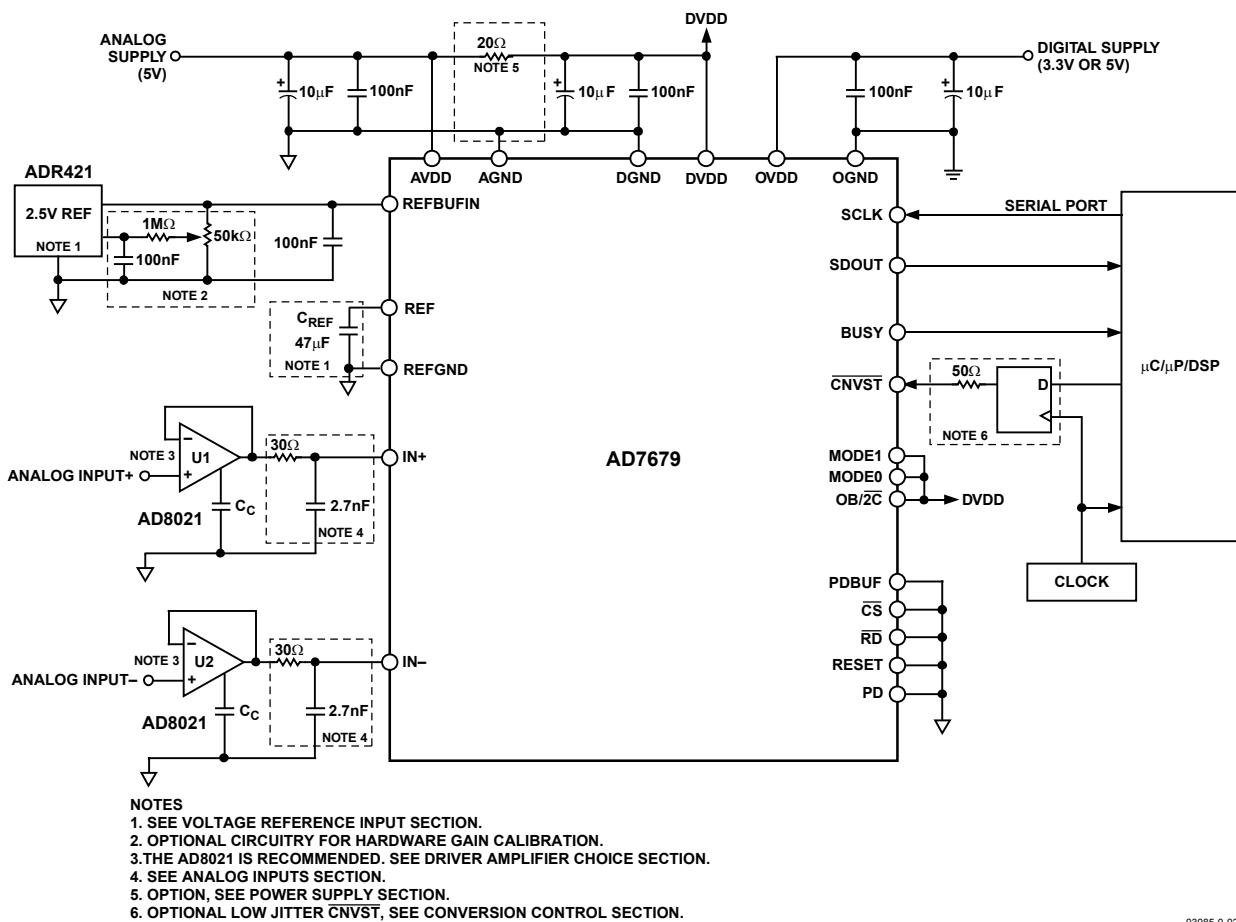 DVDD
ANALOG
SUPPLY
(5V)
20Ω
NOTE 5
DIGITAL SUPPLY
(3.3V OR 5V)
+
10μF
100nF
+
10μF
100nF
100nF
+
10μF
AVDD
AGND
DGND
DVDD
OVDD
OGND
ADR421
2.5V REF
NOTE 1
1MΩ
50kΩ
100nF
100nF
NOTE 2
REFBUFIN
CREF
47μF
NOTE 1
REF
REFGND
SCLK
SERIAL PORT
SDOUT
BUSY
CNVST
50Ω
D
NOTE 6
μC/μP/DSP
NOTE 3
–
U1
+
ANALOG INPUT+
AD8021
CC
30Ω
2.7nF
NOTE 4
IN+
AD7679
MODE1
MODE0
OB/2C
DVDD
CLOCK
PDBUF
CS
RD
RESET
PD
NOTE 3
–
U2
+
ANALOG INPUT–
AD8021
CC
30Ω
2.7nF
NOTE 4
IN–
NOTES
1. SEE VOLTAGE REFERENCE INPUT SECTION.
2. OPTIONAL CIRCUITRY FOR HARDWARE GAIN CALIBRATION.
3.THE AD8021 IS RECOMMENDED. SEE DRIVER AMPLIFIER CHOICE SECTION.
4. SEE ANALOG INPUTS SECTION.
5. OPTION, SEE POWER SUPPLY SECTION.
6. OPTIONAL LOW JITTER CNVST, SEE CONVERSION CONTROL SECTION.